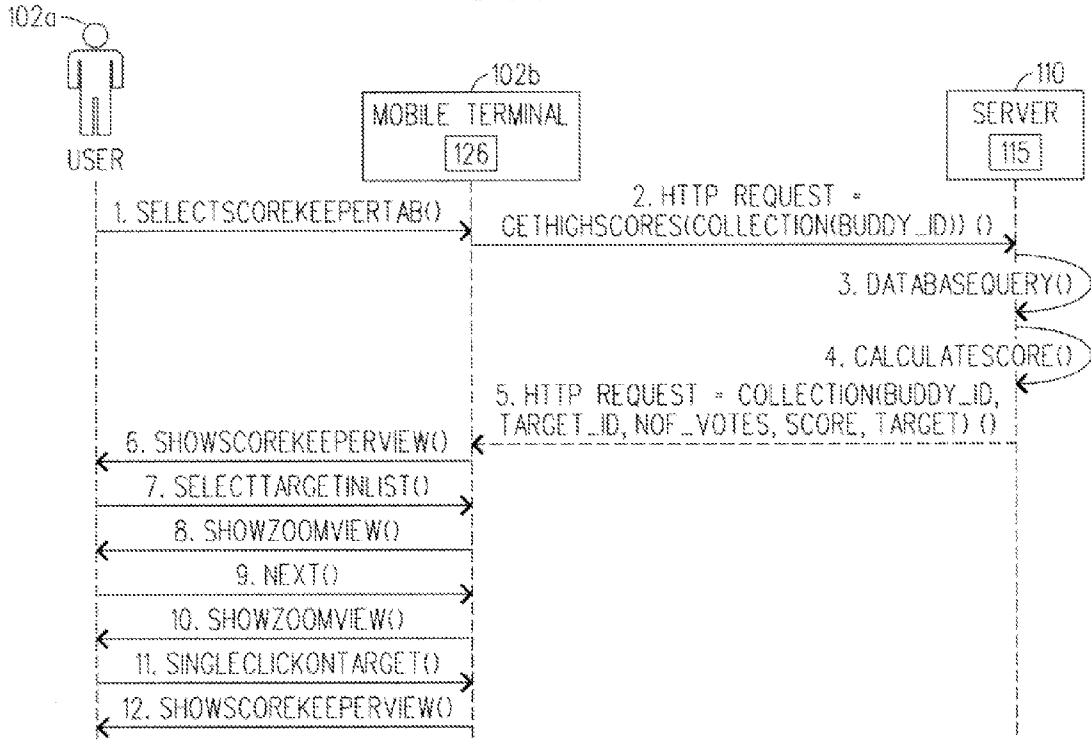 102a
102b
110
MOBILE TERMINAL
126
SERVER
115
USER
1. SELECTSCOREKEEPERTAB()
2. HTTP REQUEST =
GETHIGHSCORES(COLLECTION(BUDDY_ID)) ()
3. DATABASEQUERY()
4. CALCULATESCORE()
5. HTTP REQUEST = COLLECTION(BUDDY_ID,
TARGET_ID, NOF_VOTES, SCORE, TARGET) ()
6. SHOWSCOREKEEPERVIEW()
7. SELECTTARGETINLIST()
8. SHOWZOOMVIEW()
9. NEXT()
10. SHOWZOOMVIEW()
11. SINGLECLICKONTARGET()
12. SHOWSCOREKEEPERVIEW()